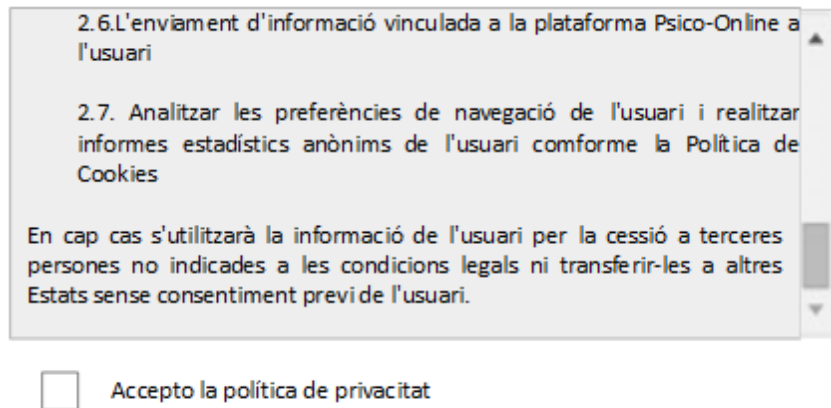 2.6.L'enviament d'informació vinculada a la plataforma Psico-Online a
l'usuari
2.7. Analitzar les preferències de navegació de l'usuari i realitzar
informes estadístics anònims de l'usuari comforme la Política de
Cookies
En cap cas s'utilitzarà la informació de l'usuari per la cessió a terceres
persones no indicades a les condicions legals ni transferir-les a altres
Estats sense consentiment previ de l'usuari.
Accepto la política de privacitat